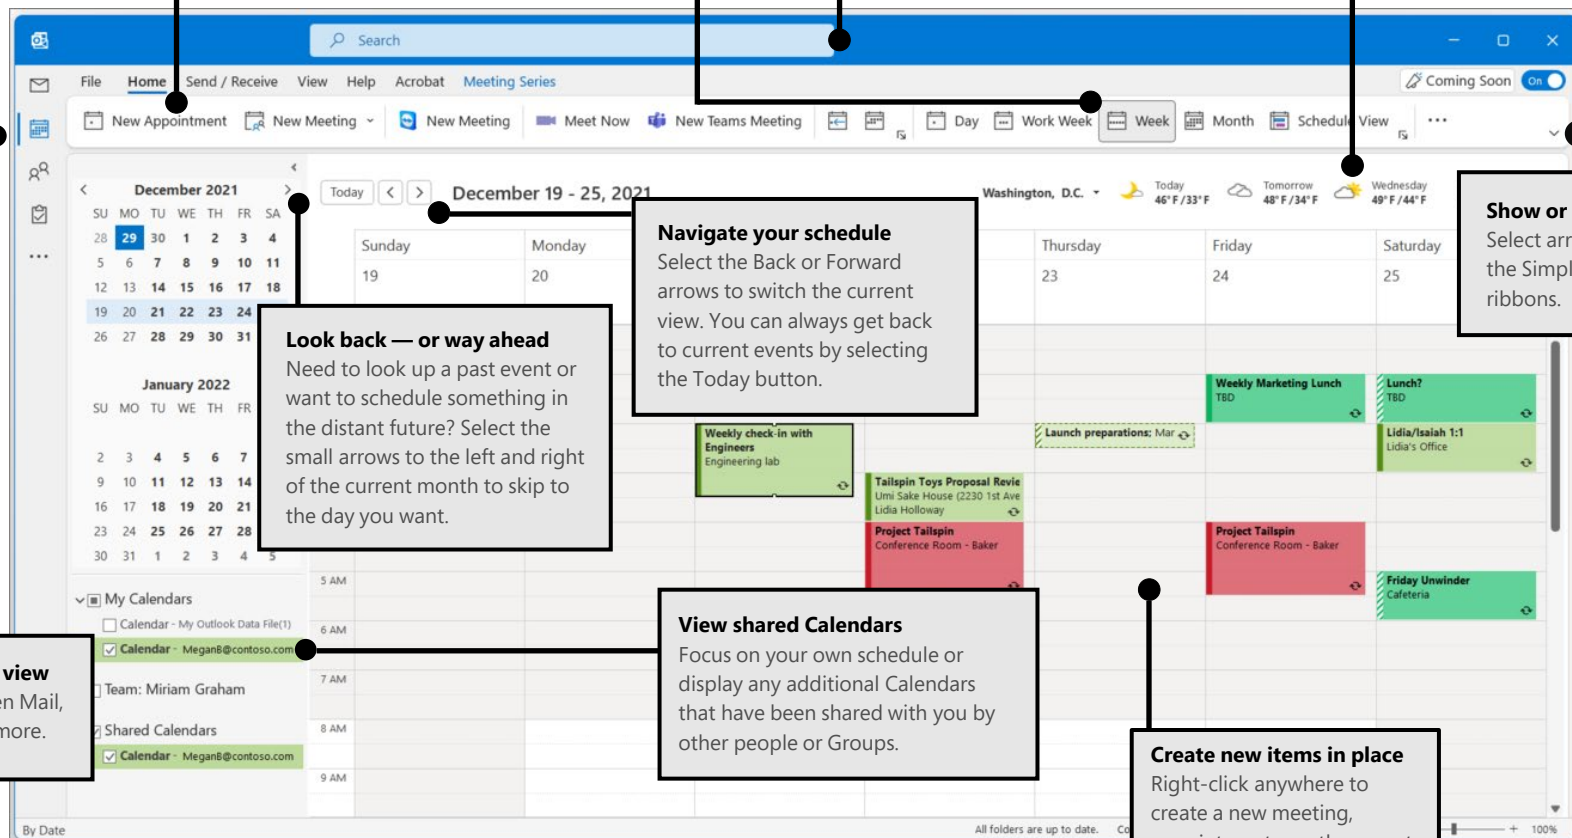 Search
File Home Send / Receive View Help Acrobat Meeting Series
Coming Soon On
New Appointment New Meeting New Meeting Meet Now New Teams Meeting Day Work Week Week Month Schedule View
December 2021
SU MO TU WE TH FR SA
28 29 30 1 2 3 4
5 6 7 8 9 10 11
12 13 14 15 16 17 18
19 20 21 22 23 24
26 27 28 29 30 31
January 2022
SU MO TU WE TH FR
2 3 4 5 6 7
9 10 11 12 13 14
16 17 18 19 20 21
23 24 25 26 27 28
30 31 1 2 3 4 5
My Calendars
Calendar - My Outlook Data File(1)
Calendar - MeganB@contoso.com
Team: Miriam Graham
Shared Calendars
Calendar - MeganB@contoso.com
view
en Mail,
more.
Today December 19 - 25, 2021
Washington, D.C.
Today
46°F/33°F
Tomorrow
48°F/34°F
Wednesday
49°F/44°F
Sunday Monday Thursday Friday Saturday
19 20 23 24 25
Look back — or way ahead
Need to look up a past event or
want to schedule something in
the distant future? Select the
small arrows to the left and right
of the current month to skip to
the day you want.
Navigate your schedule
Select the Back or Forward
arrows to switch the current
view. You can always get back
to current events by selecting
the Today button.
Show or
Select arr
the Simpl
ribbons.
Weekly check-in with
Engineers
Engineering lab
Tailspin Toys Proposal Revie
Umi Sake House (2230 1st Ave
Lidia Holloway
Project Tailspin
Conference Room - Baker
Launch preparations; Mar
Weekly Marketing Lunch
TBD
Project Tailspin
Conference Room - Baker
Lunch?
TBD
Lidia/Isaiah 1:1
Lidia's Office
Friday Unwinder
Cafeteria
5 AM
6 AM
7 AM
8 AM
9 AM
View shared Calendars
Focus on your own schedule or
display any additional Calendars
that have been shared with you by
other people or Groups.
Create new items in place
Right-click anywhere to
create a new meeting,
By Date
All folders are up to date. Co
100%